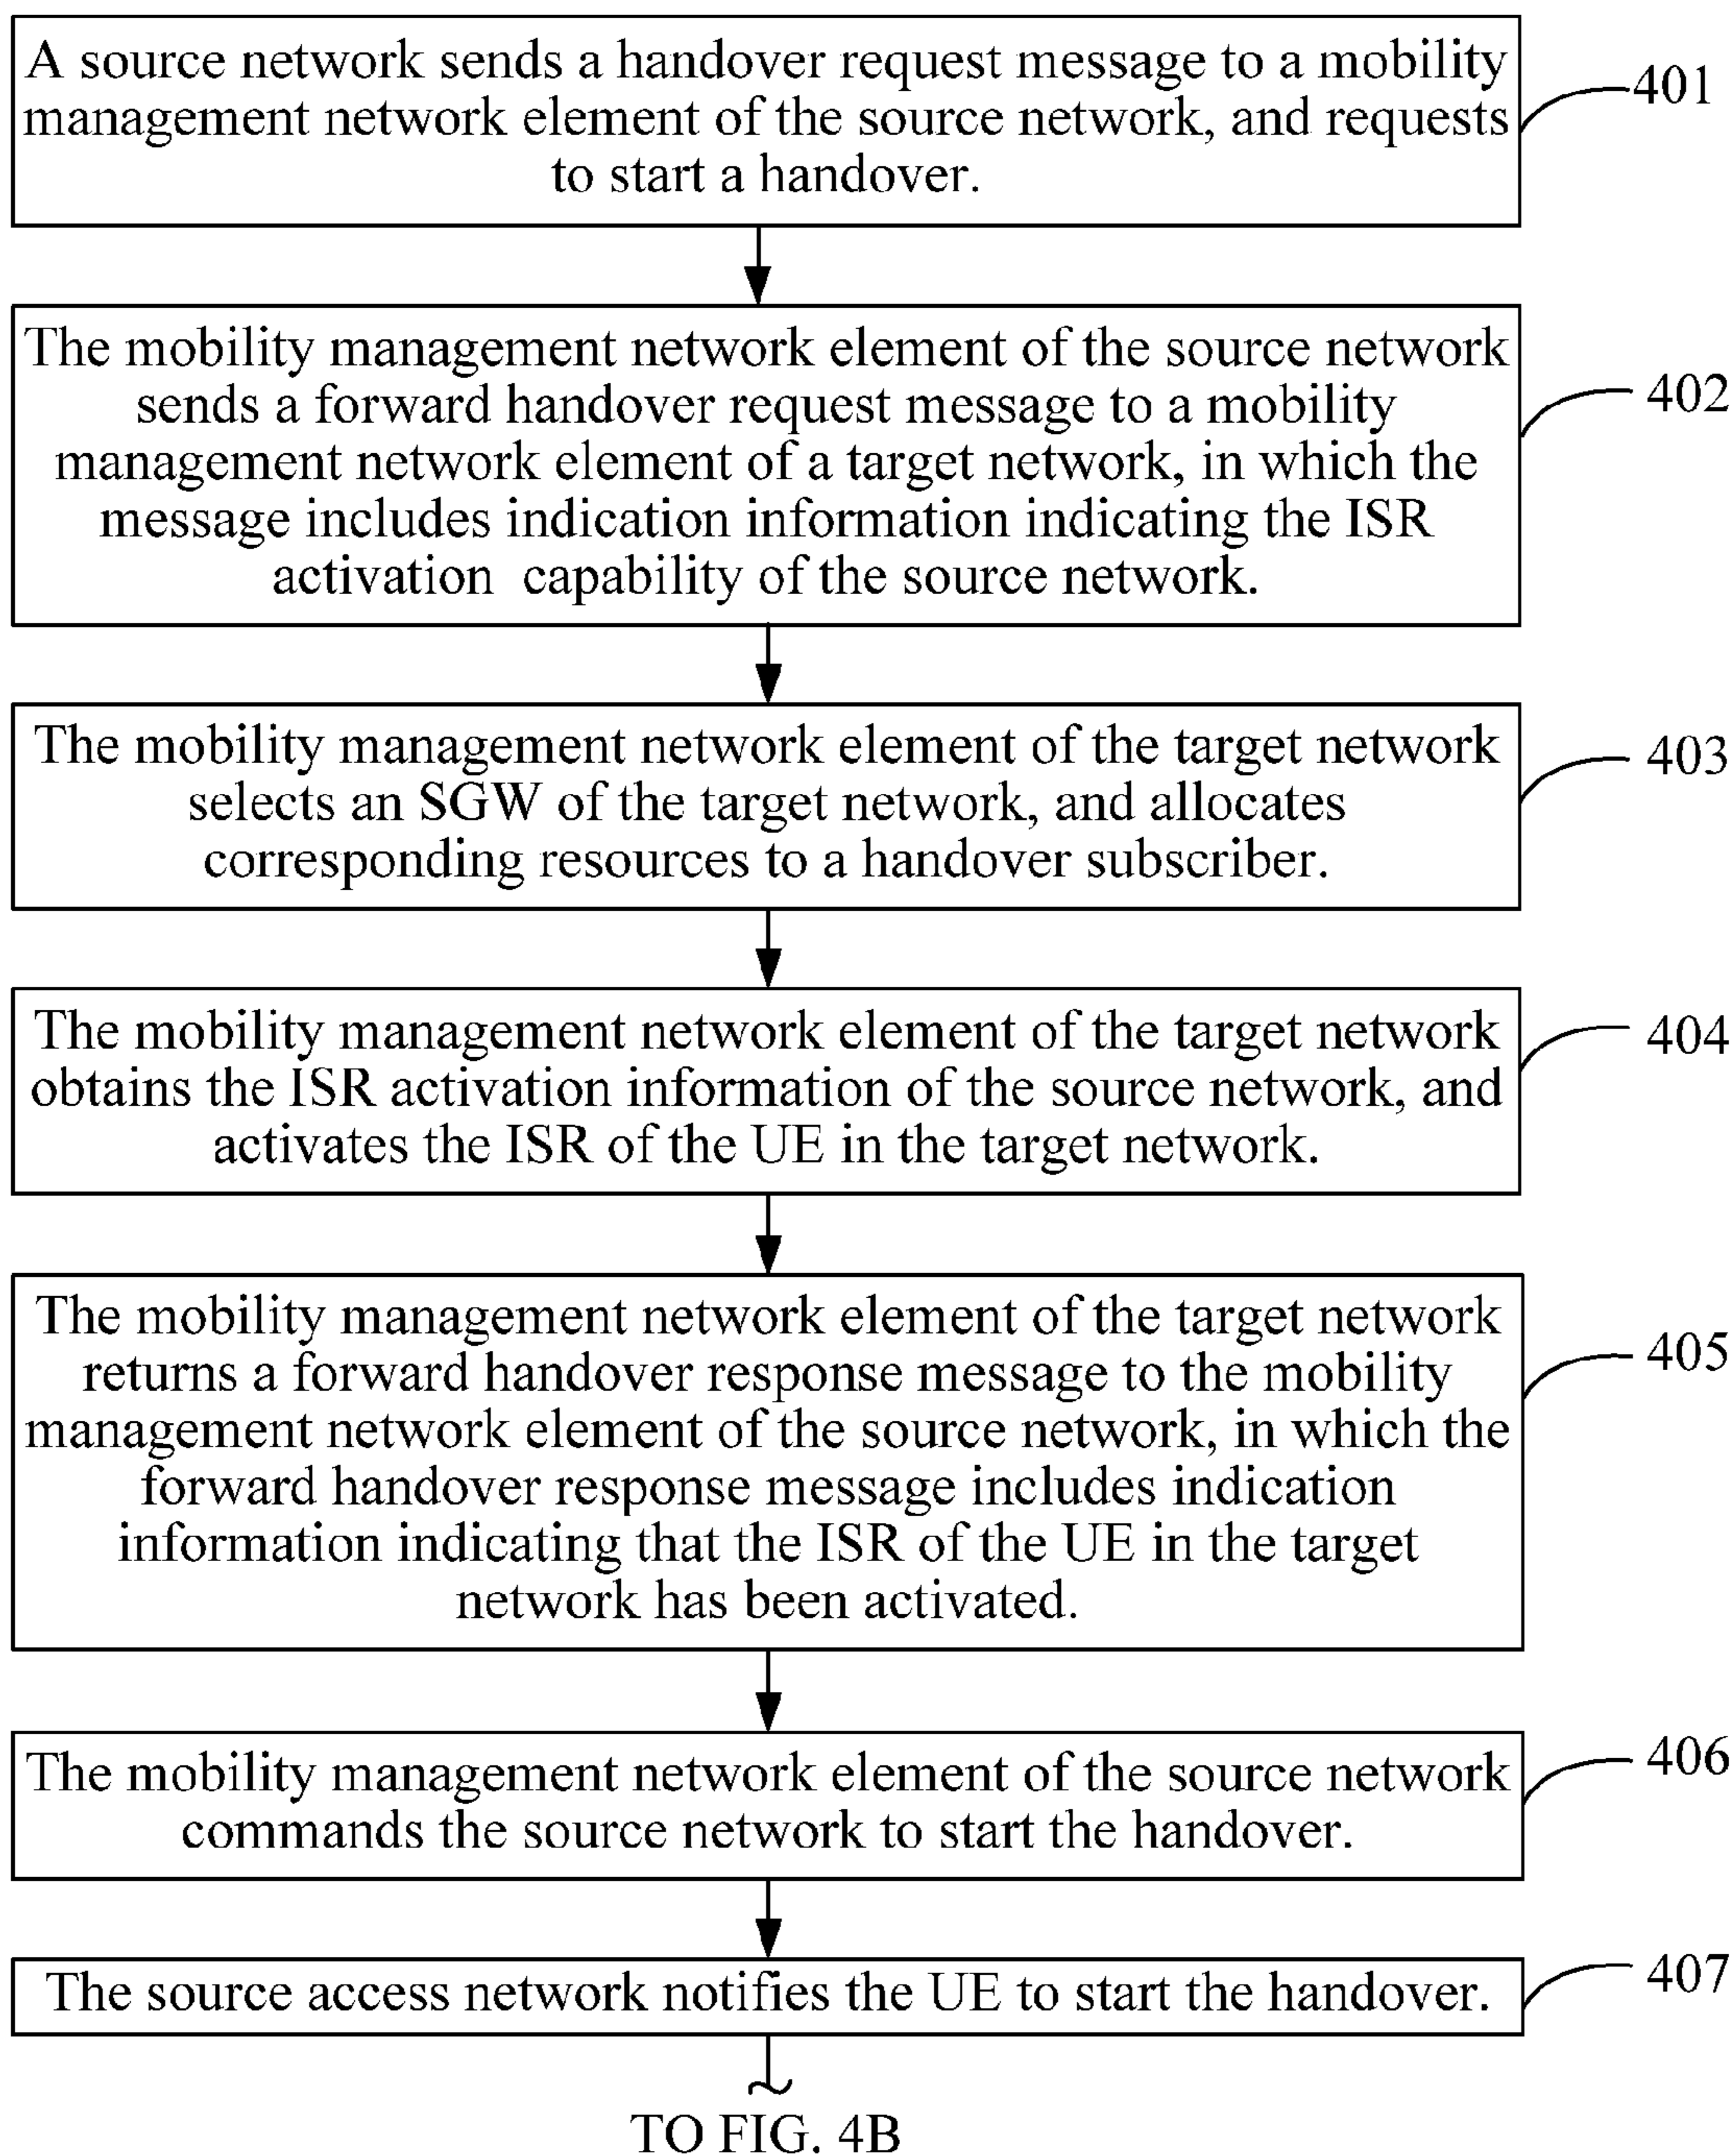 A source network sends a handover request message to a mobility
management network element of the source network, and requests
to start a handover.
401
The mobility management network element of the source network
sends a forward handover request message to a mobility
management network element of a target network, in which the
message includes indication information indicating the ISR
activation capability of the source network.
402
The mobility management network element of the target network
selects an SGW of the target network, and allocates
corresponding resources to a handover subscriber.
403
The mobility management network element of the target network
obtains the ISR activation information of the source network, and
activates the ISR of the UE in the target network.
404
The mobility management network element of the target network
returns a forward handover response message to the mobility
management network element of the source network, in which the
forward handover response message includes indication
information indicating that the ISR of the UE in the target
network has been activated.
405
The mobility management network element of the source network
commands the source network to start the handover.
406
The source access network notifies the UE to start the handover.
407
TO FIG. 4B